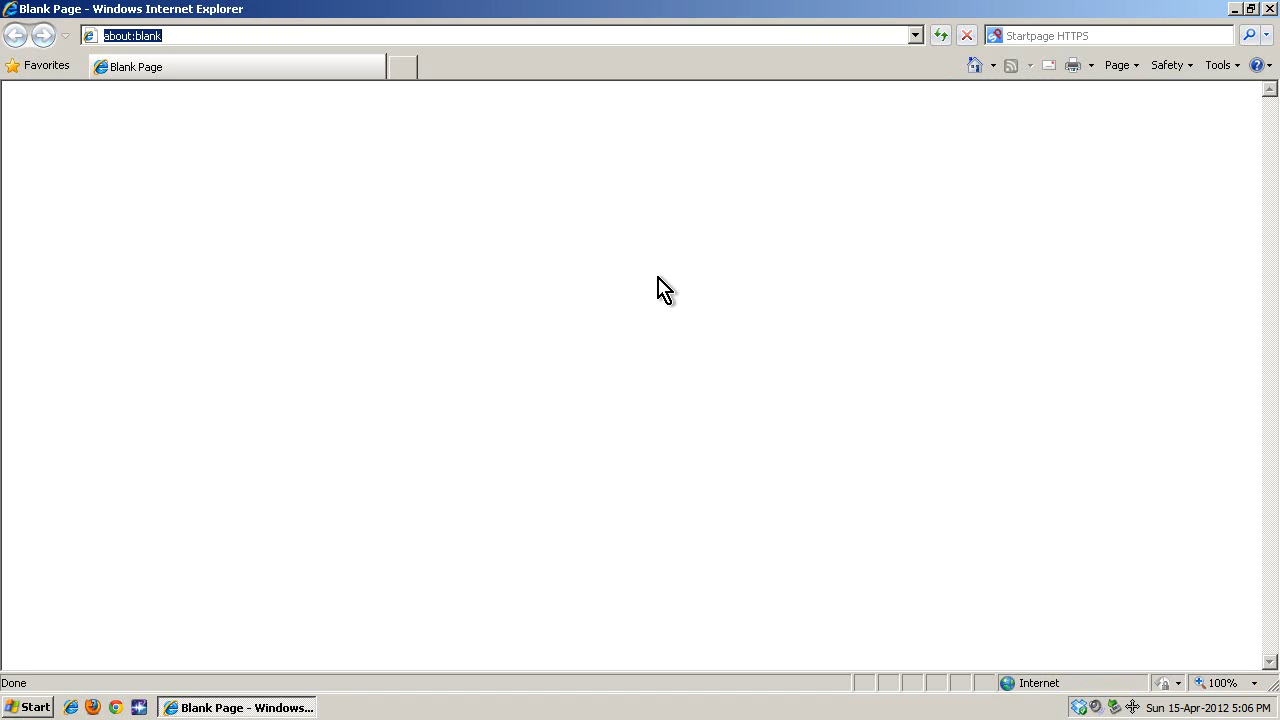 Blank Page - Windows Internet Explorer
about:blank
Startpage HTTPS
Favorites
Blank Page
Page
Safety
Tools
Done
Internet
100%
Start
Blank Page - Windows...
Sun 15-Apr-2012 5:06 PM